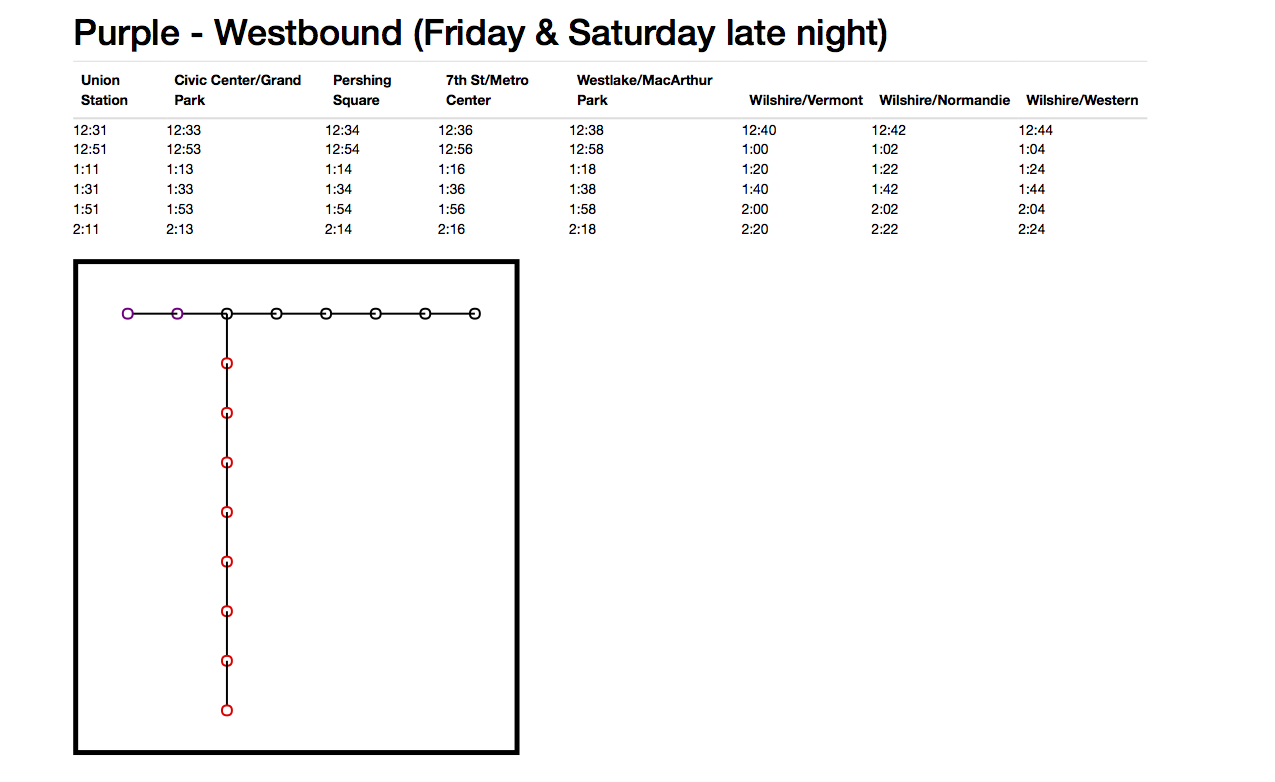 Purple - Westbound (Friday & Saturday late night)
Union Civic Center/Grand Pershing 7th St/Metro Westlake/MacArthur
Station Park Square Center Park Wilshire/Vermont Wilshire/Normandie Wilshire/Western
12:31 12:33 12:34 12:36 12:38 12:40 12:42 12:44
12:51 12:53 12:54 12:56 12:58 1:00 1:02 1:04
1:11 1:13 1:14 1:16 1:18 1:20 1:22 1:24
1:31 1:33 1:34 1:36 1:38 1:40 1:42 1:44
1:51 1:53 1:54 1:56 1:58 2:00 2:02 2:04
2:11 2:13 2:14 2:16 2:18 2:20 2:22 2:24